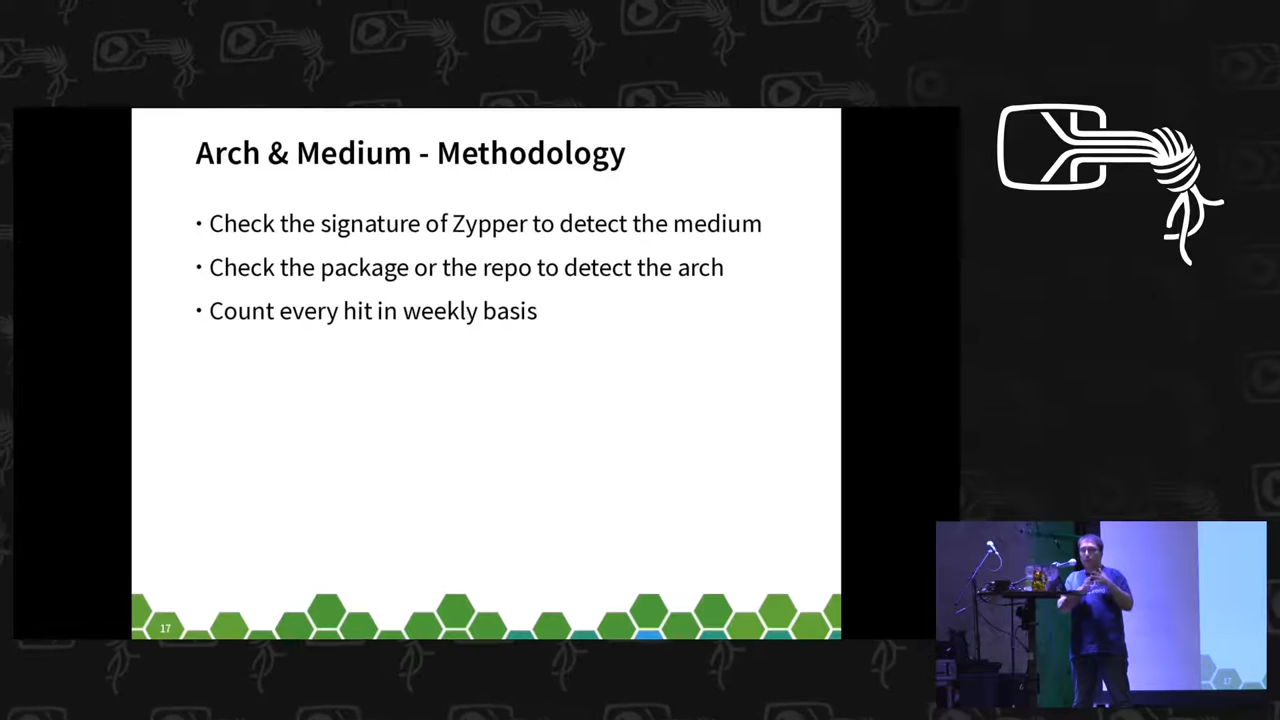 Arch & Medium - Methodology
• Check the signature of Zypper to detect the medium
• Check the package or the repo to detect the arch
• Count every hit in weekly basis
17
17